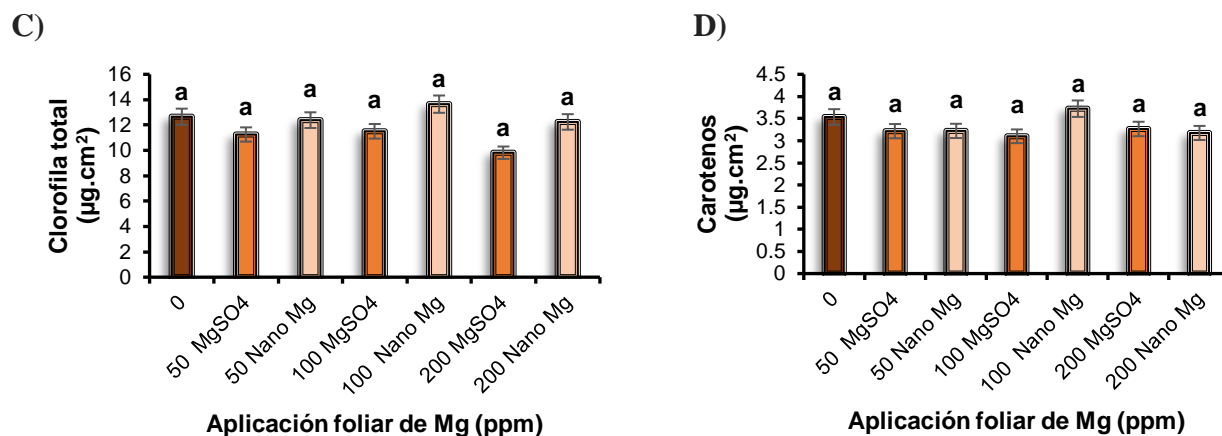 C)
Clorofila total
(µg.cm²)
16
14
12
10
8
6
4
2
0
a
a
a
a
a
a
a
0
50 MgSO4
50 Nano Mg
100 MgSO4
100 Nano Mg
200 MgSO4
200 Nano Mg
Aplicación foliar de Mg (ppm)
D)
Carotenos
(µg.cm²)
4.5
4
3.5
3
2.5
2
1.5
1
0.5
0
a
a
a
a
a
a
a
0
50 MgSO4
50 Nano Mg
100 MgSO4
100 Nano Mg
200 MgSO4
200 Nano Mg
Aplicación foliar de Mg (ppm)